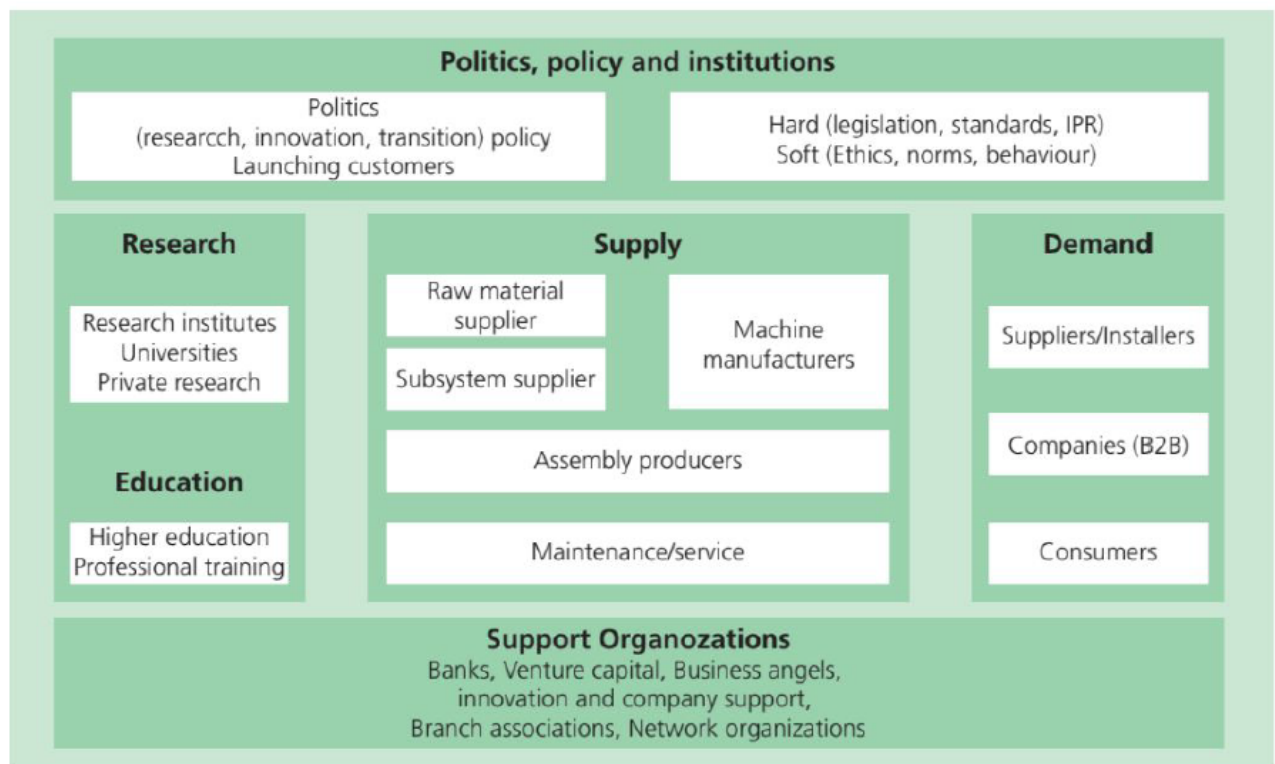 Politics, policy and institutions
Politics
(researcch, innovation, transition) policy
Launching customers
Hard (legislation, standards, IPR)
Soft (Ethics, norms, behaviour)
Research
Research institutes
Universities
Private research
Education
Higher education
Professional training
Supply
Raw material
supplier
Subsystem supplier
Machine
manufacturers
Assembly producers
Maintenance/service
Demand
Suppliers/Installers
Companies (B2B)
Consumers
Support Organozations
Banks, Venture capital, Business angels,
innovation and company support,
Branch associations, Network organizations